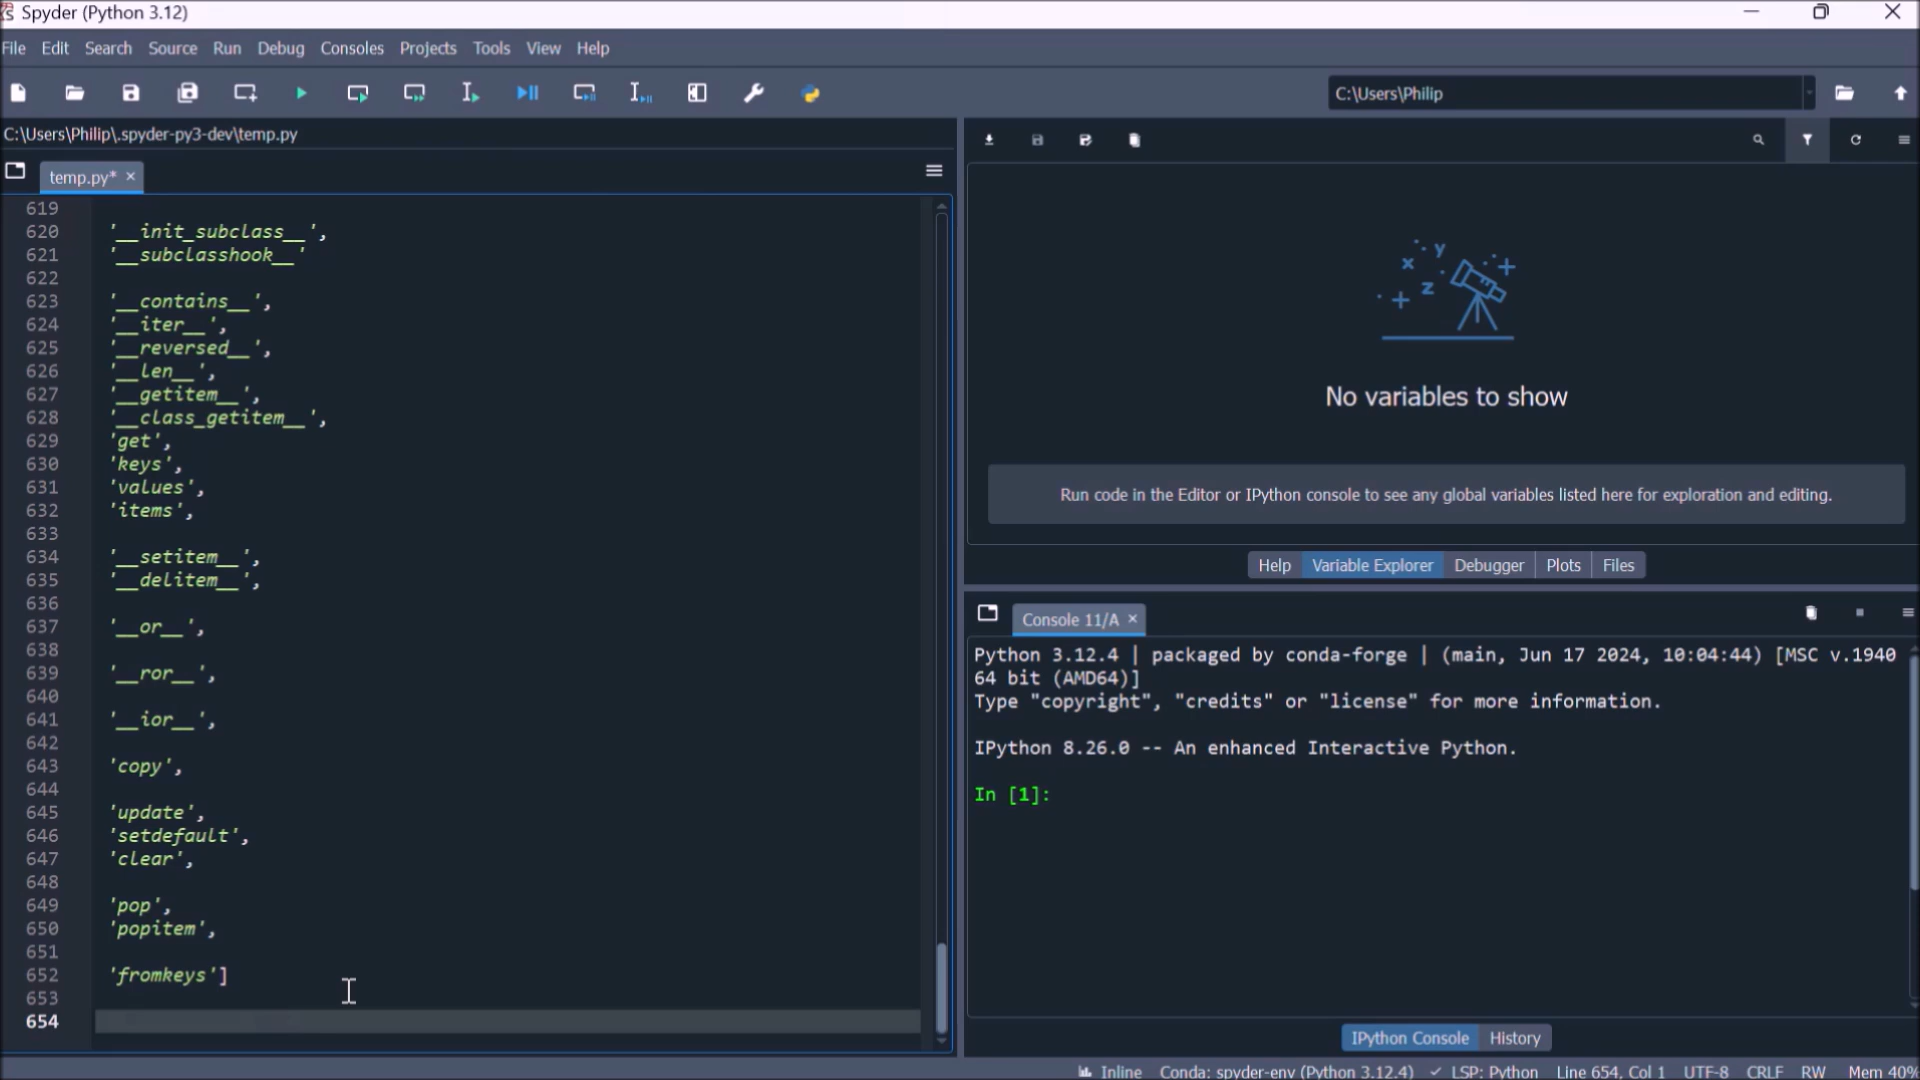 Spyder (Python 3.12)
File Edit Search Source Run Debug Consoles Projects Tools View Help
C:\Users\Philip
C:\Users\Philip\.spyder-py3-dev\temp.py
temp.py*
619
620 '__init_subclass__',
621 '__subclasshook__'
622
623 '__contains__',
624 '__iter__',
625 '__reversed__',
626 '__len__',
627 '__getitem__',
628 '__class_getitem__',
629 'get',
630 'keys',
631 'values',
632 'items',
633
634 '__setitem__',
635 '__delitem__',
636
637 '__or__',
638
639 '__ror__',
640
641 '__ior__',
642
643 'copy',
644
645 'update',
646 'setdefault',
647 'clear',
648
649 'pop',
650 'popitem',
651
652 'fromkeys']
653
654
x y z
No variables to show
Run code in the Editor or IPython console to see any global variables listed here for exploration and editing.
Help Variable Explorer Debugger Plots Files
Console 11/A
Python 3.12.4 | packaged by conda-forge | (main, Jun 17 2024, 10:04:44) [MSC v.1940
64 bit (AMD64)]
Type "copyright", "credits" or "license" for more information.
IPython 8.26.0 -- An enhanced Interactive Python.
In [1]:
IPython Console History
Inline Conda: spyder-env (Python 3.12.4) ✓ LSP: Python Line 654, Col 1 UTF-8 CRLF RW Mem 40%